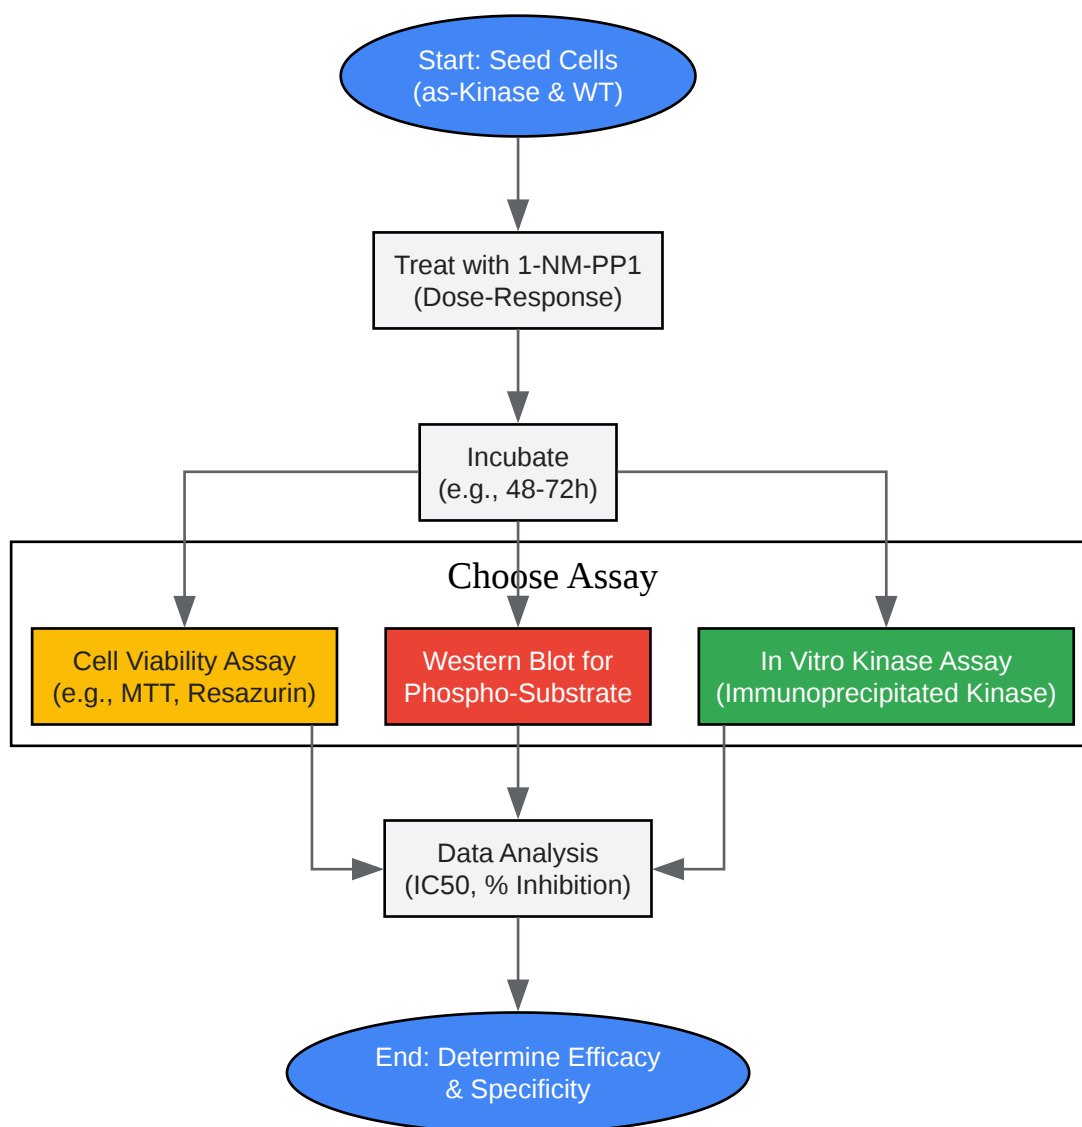 Start: Seed Cells
(as-Kinase & WT)
Treat with 1-NM-PP1
(Dose-Response)
Incubate
(e.g., 48-72h)
Choose Assay
Cell Viability Assay
(e.g., MTT, Resazurin)
Western Blot for
Phospho-Substrate
In Vitro Kinase Assay
(Immunoprecipitated Kinase)
Data Analysis
(IC50, % Inhibition)
End: Determine Efficacy
& Specificity